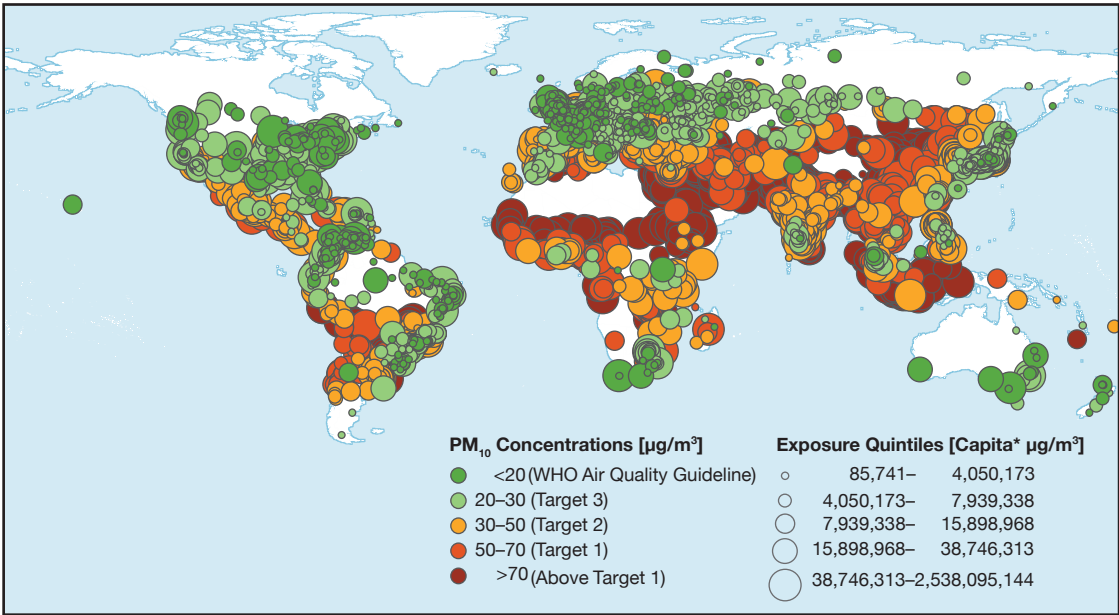 PM10 Concentrations [µg/m³]
<20 (WHO Air Quality Guideline)
20–30 (Target 3)
30–50 (Target 2)
50–70 (Target 1)
>70 (Above Target 1)
Exposure Quintiles [Capita* µg/m³]
85,741– 4,050,173
4,050,173– 7,939,338
7,939,338– 15,898,968
15,898,968– 38,746,313
38,746,313–2,538,095,144